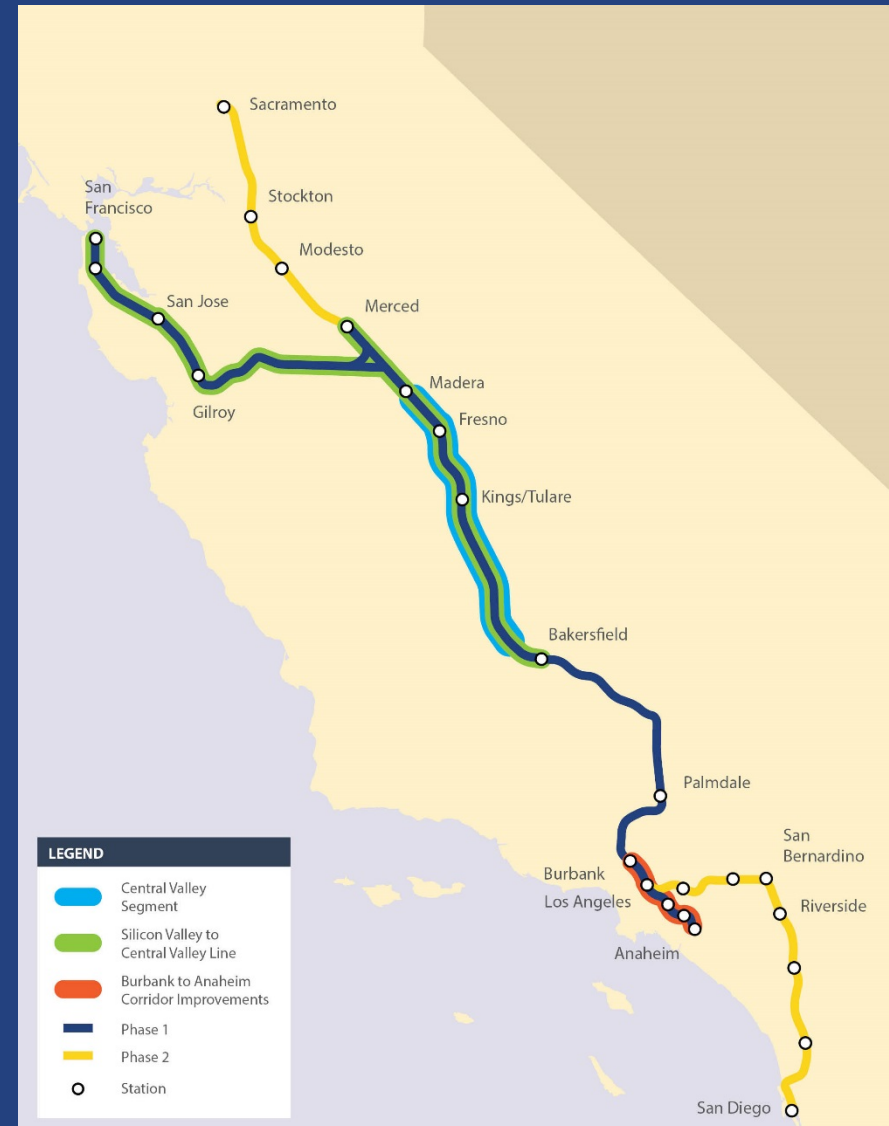 Sacramento
San
Francisco
Stockton
Modesto
San Jose
Merced
Gilroy
Madera
Fresno
Kings/Tulare
Bakersfield
Palmdale
San
Bernardino
Burbank
Los Angeles
Riverside
Anaheim
San Diego
LEGEND
Central Valley
Segment
Silicon Valley to
Central Valley Line
Burbank to Anaheim
Corridor Improvements
Phase 1
Phase 2
Station